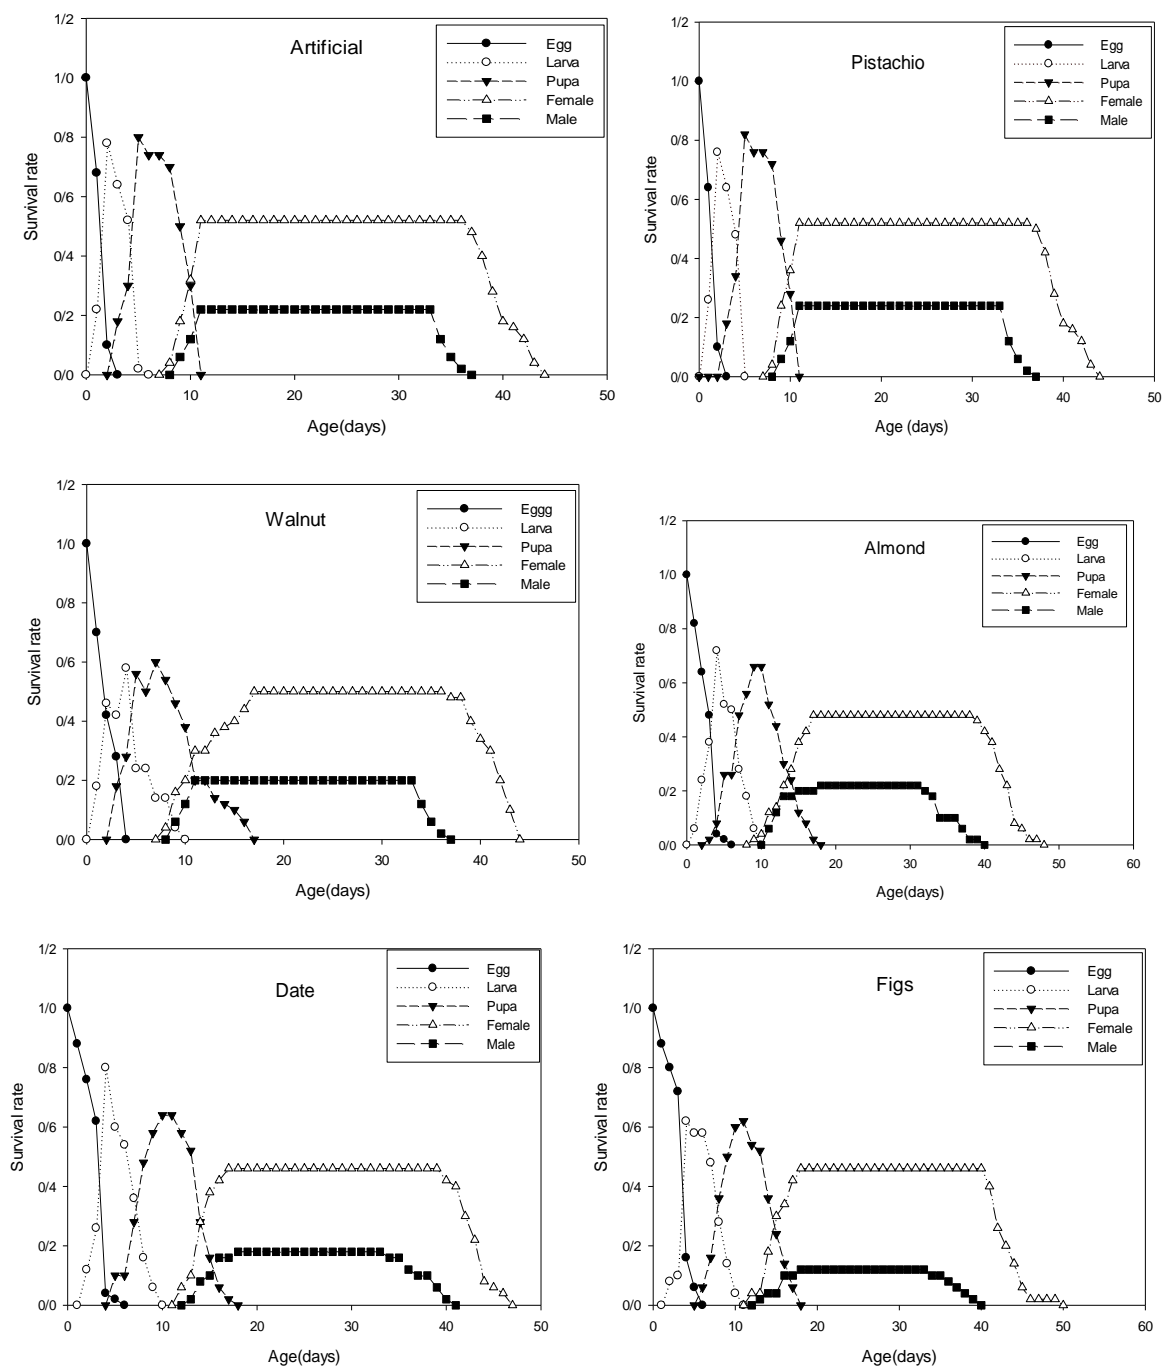 Artificial
Egg
Larva
Pupa
Female
Male
1/2
1/0
0/8
0/6
0/4
0/2
0/0
Survival rate
0 10 20 30 40 50
Age(days)
Pistachio
Egg
Larva
Pupa
Female
Male
1/2
1/0
0/8
0/6
0/4
0/2
0/0
Survival rate
0 10 20 30 40 50
Age (days)
Walnut
Eggg
Larva
Pupa
Female
Male
1/2
1/0
0/8
0/6
0/4
0/2
0/0
Survival rate
0 10 20 30 40 50
Age(days)
Almond
Egg
Larva
Pupa
Female
Male
1/2
1/0
0/8
0/6
0/4
0/2
0/0
Survival rate
0 10 20 30 40 50 60
Age(days)
Date
Egg
Larva
Pupa
Female
Male
1/2
1/0
0/8
0/6
0/4
0/2
0/0
Survival rate
0 10 20 30 40 50
Age(days)
Figs
Egg
Larva
Pupa
Female
Male
1/2
1/0
0/8
0/6
0/4
0/2
0/0
Survival rate
0 10 20 30 40 50 60
Age(days)